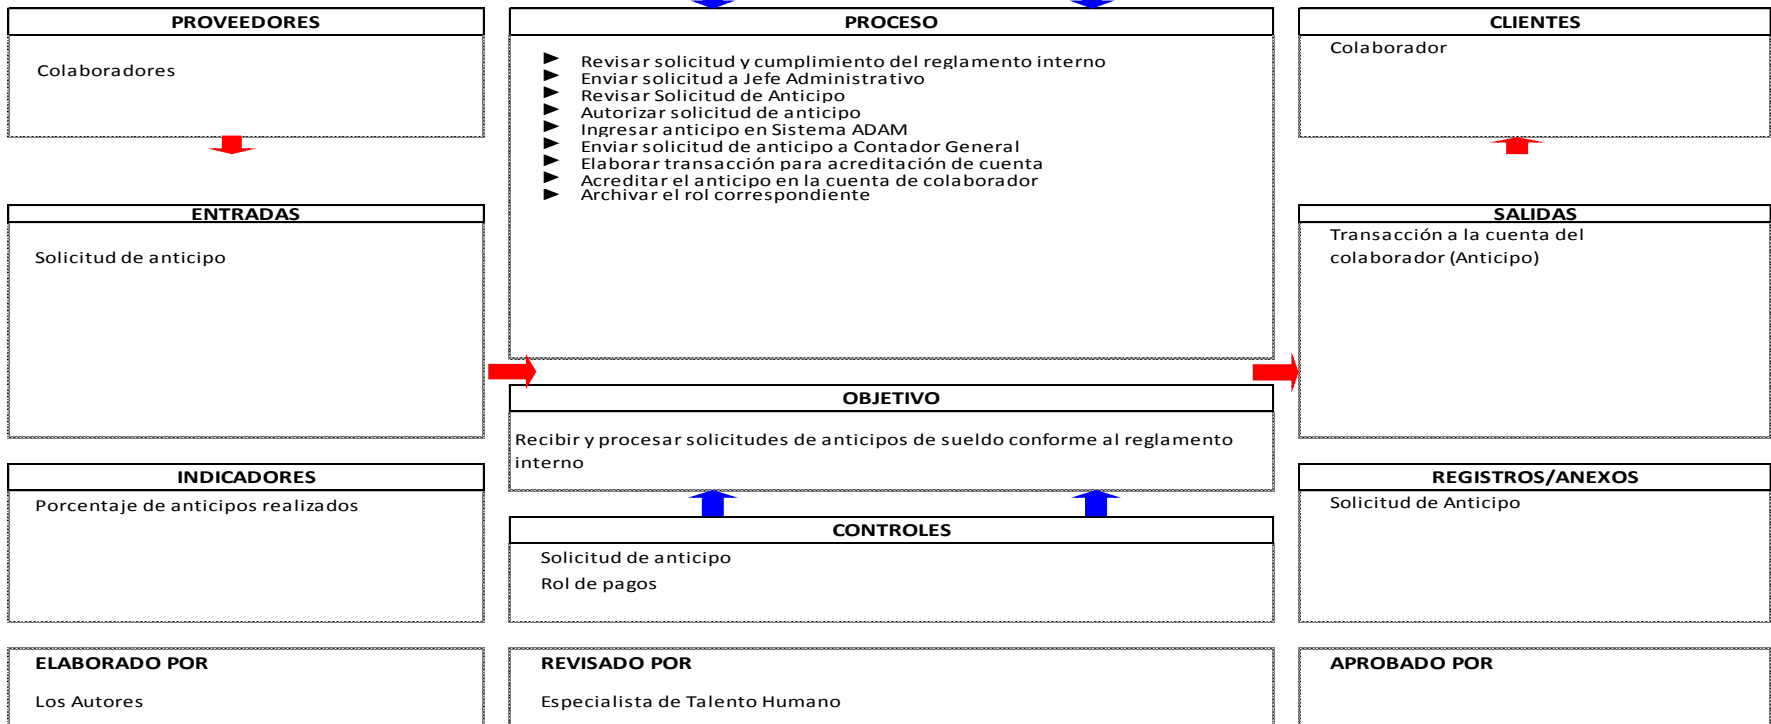 PROVEEDORES
Colaboradores
PROCESO
Revisar solicitud y cumplimiento del reglamento interno
Enviar solicitud a Jefe Administrativo
Revisar Solicitud de Anticipo
Autorizar solicitud de anticipo
Ingresar anticipo en Sistema ADAM
Enviar solicitud de anticipo a Contador General
Elaborar transacción para acreditación de cuenta
Acreditar el anticipo en la cuenta de colaborador
Archivar el rol correspondiente
CLIENTES
Colaborador
ENTRADAS
Solicitud de anticipo
SALIDAS
Transacción a la cuenta del
colaborador (Anticipo)
OBJETIVO
Recibir y procesar solicitudes de anticipos de sueldo conforme al reglamento
interno
INDICADORES
Porcentaje de anticipos realizados
CONTROLES
Solicitud de anticipo
Rol de pagos
REGISTROS/ANEXOS
Solicitud de Anticipo
ELABORADO POR
Los Autores
REVISADO POR
Especialista de Talento Humano
APROBADO POR